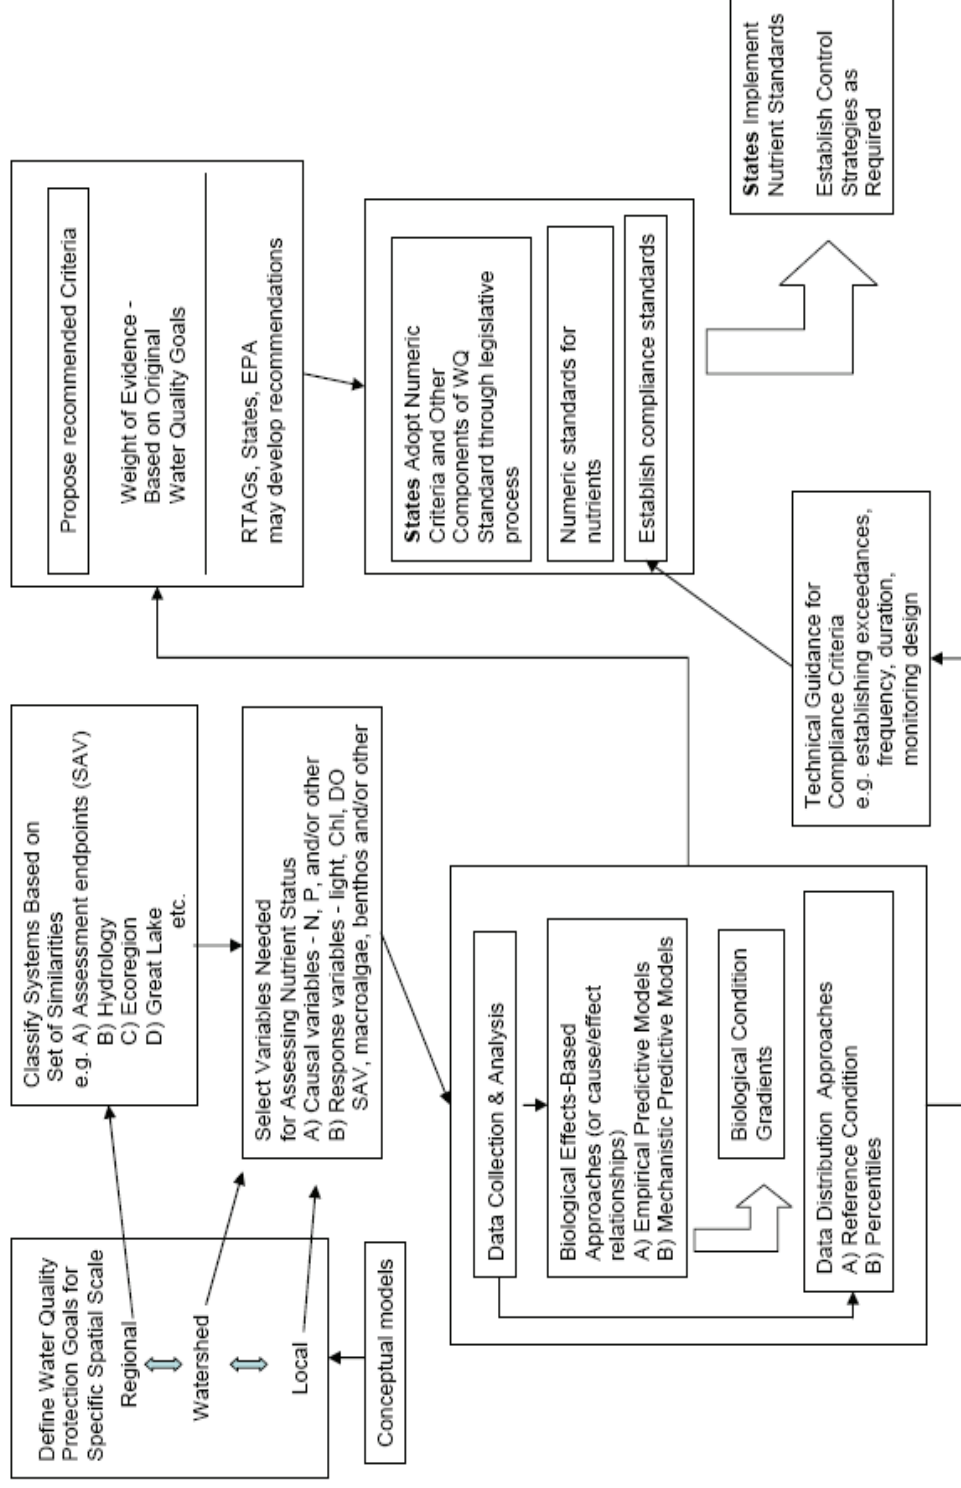 Define Water Quality
Protection Goals for
Specific Spatial Scale
Regional
Watershed
Local
Conceptual models
Classify Systems Based on
Set of Similarities
e.g. A) Assessment endpoints (SAV)
B) Hydrology
C) Ecoregion
D) Great Lake
etc.
Select Variables Needed
for Assessing Nutrient Status
A) Causal variables - N, P, and/or other
B) Response variables - light, Chl, DO
SAV, macroalgae, benthos and/or other
Data Collection & Analysis
Biological Effects-Based
Approaches (or cause/effect
relationships)
A) Empirical Predictive Models
B) Mechanistic Predictive Models
Biological Condition
Gradients
Data Distribution Approaches
A) Reference Condition
B) Percentiles
Propose recommended Criteria
Weight of Evidence -
Based on Original
Water Quality Goals
RTAGs, States, EPA
may develop recommendations
States Adopt Numeric
Criteria and Other
Components of WQ
Standard through legislative
process
Numeric standards for
nutrients
Establish compliance standards
Technical Guidance for
Compliance Criteria
e.g. establishing exceedances,
frequency, duration,
monitoring design
States Implement
Nutrient Standards
Establish Control
Strategies as
Required